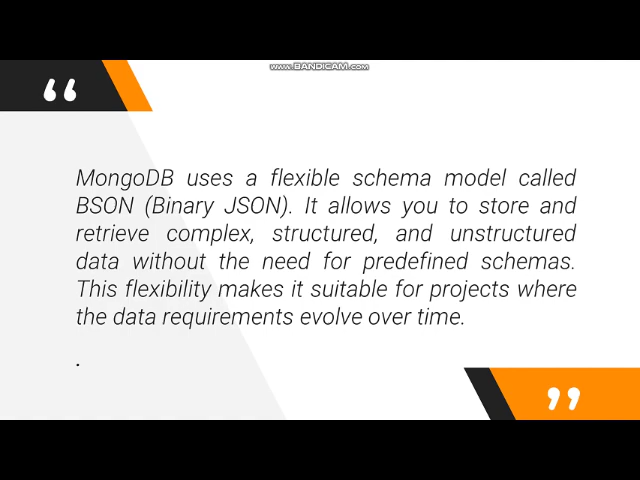 www.BANDICAM.com
“
MongoDB uses a flexible schema model called
BSON (Binary JSON). It allows you to store and
retrieve complex, structured, and unstructured
data without the need for predefined schemas.
This flexibility makes it suitable for projects where
the data requirements evolve over time.
.
”